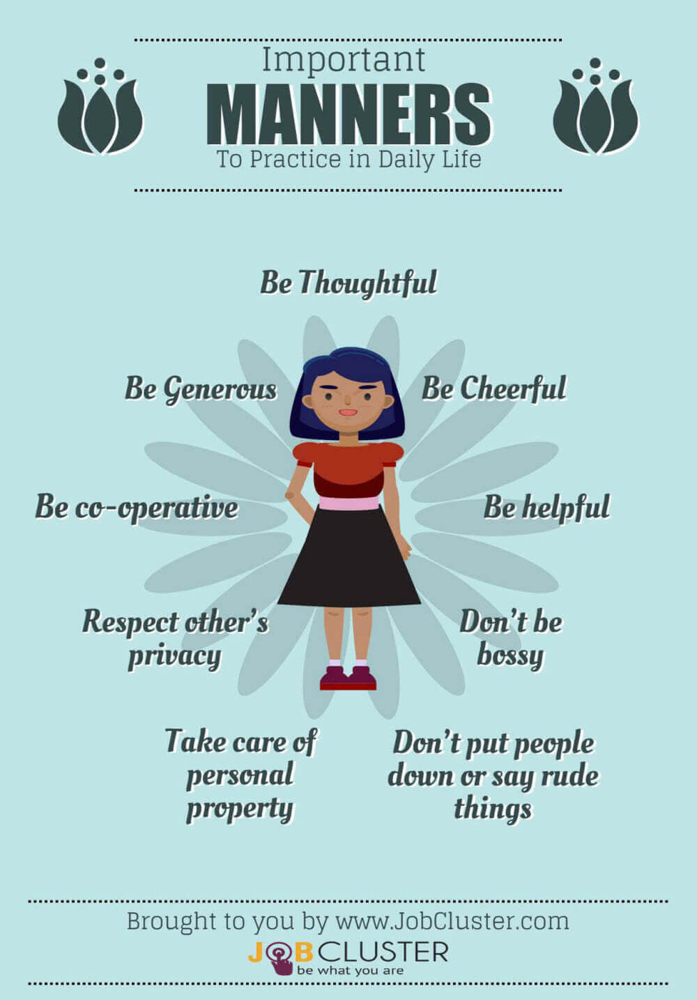 Important
MANNERS
To Practice in Daily Life
Be Thoughtful
Be Generous
Be Cheerful
Be co-operative
Be helpful
Respect other's
privacy
Don't be
bossy
Take care of
personal
property
Don't put people
down or say rude
things
Brought to you by www.JobCluster.com
JOBCLUSTER
be what you are